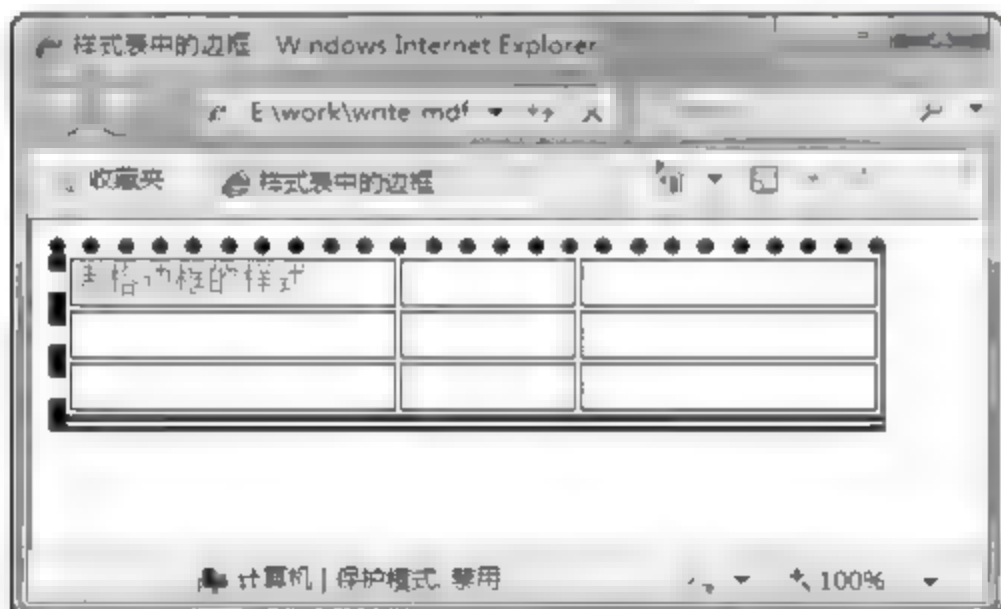 样式表中的边框 Windows Internet Explorer
E:\work\write mdf
收藏夹 样式表中的边框
边框的样式
计算机 | 保护模式: 禁用 100%